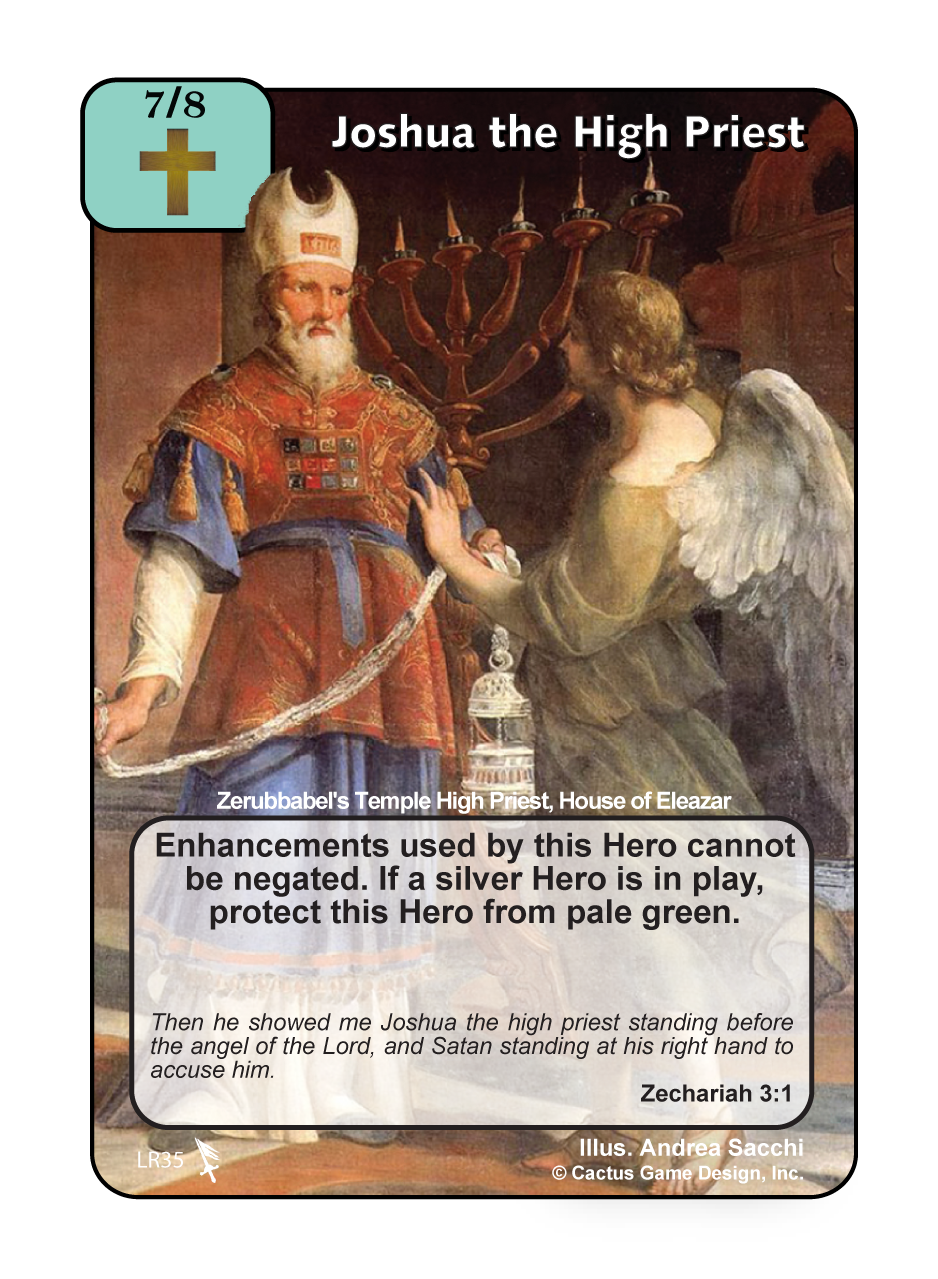 7/8
Joshua the High Priest
Zerubbabel's Temple High Priest, House of Eleazar
Enhancements used by this Hero cannot
be negated. If a silver Hero is in play,
protect this Hero from pale green.
Then he showed me Joshua the high priest standing before
the angel of the Lord, and Satan standing at his right hand to
accuse him.
Zechariah 3:1
LR35
Illus. Andrea Sacchi
© Cactus Game Design, Inc.